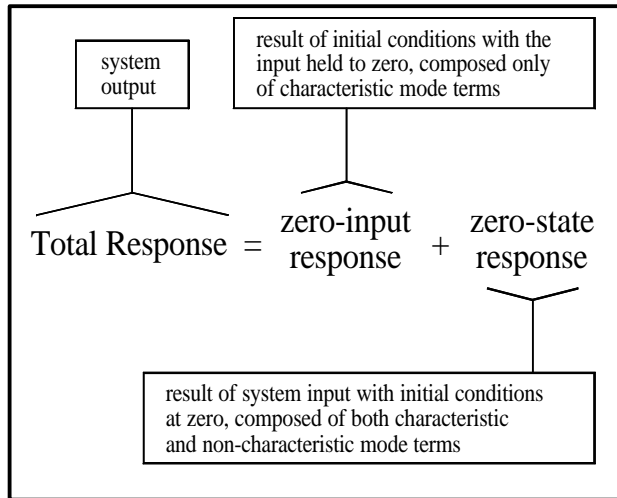 system
output
result of initial conditions with the
input held to zero, composed only
of characteristic mode terms
Total Response = zero-input response + zero-state response
result of system input with initial conditions
at zero, composed of both characteristic
and non-characteristic mode terms